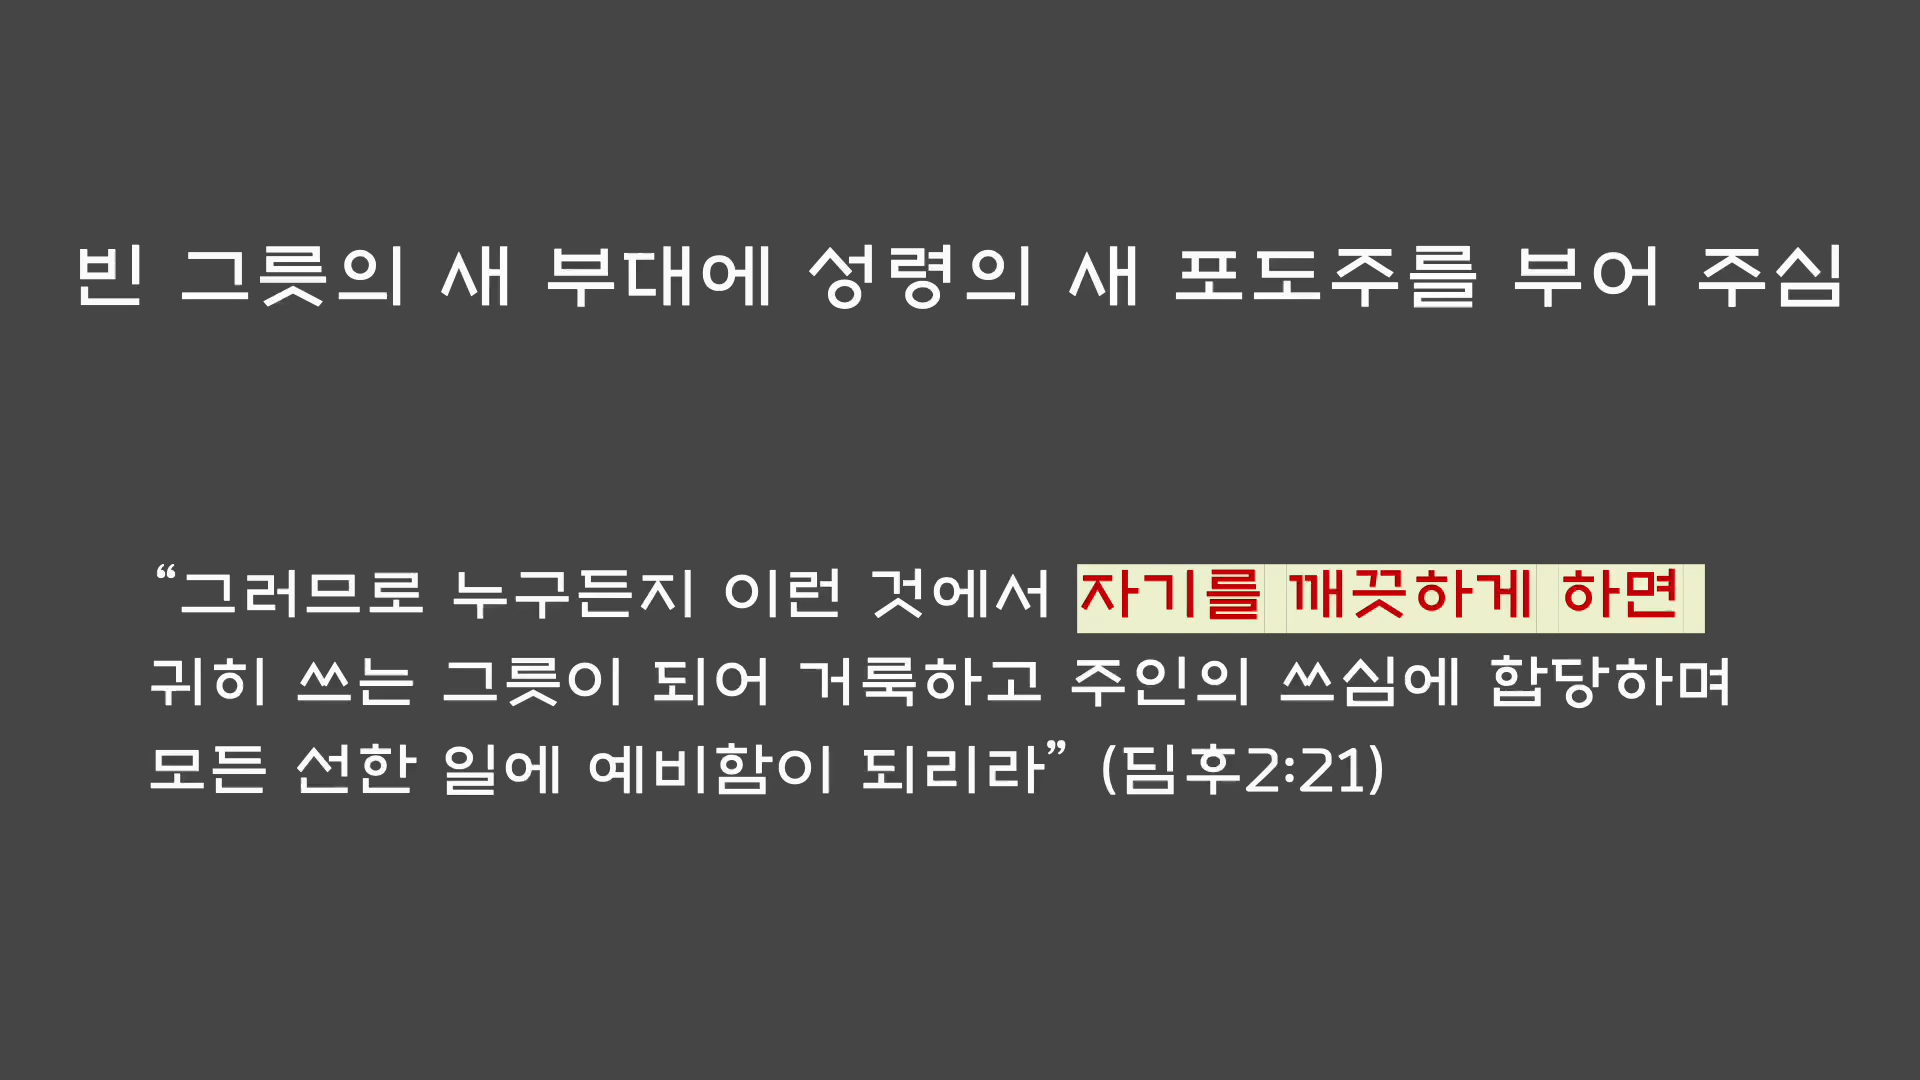 빈 그릇의 새 부대에 성령의 새 포도주를 부어 주심
“그러므로 누구든지 이런 것에서 자기를 깨끗하게 하면
귀히 쓰는 그릇이 되어 거룩하고 주인의 쓰심에 합당하며
모든 선한 일에 예비함이 되리라” (딤후2:21)